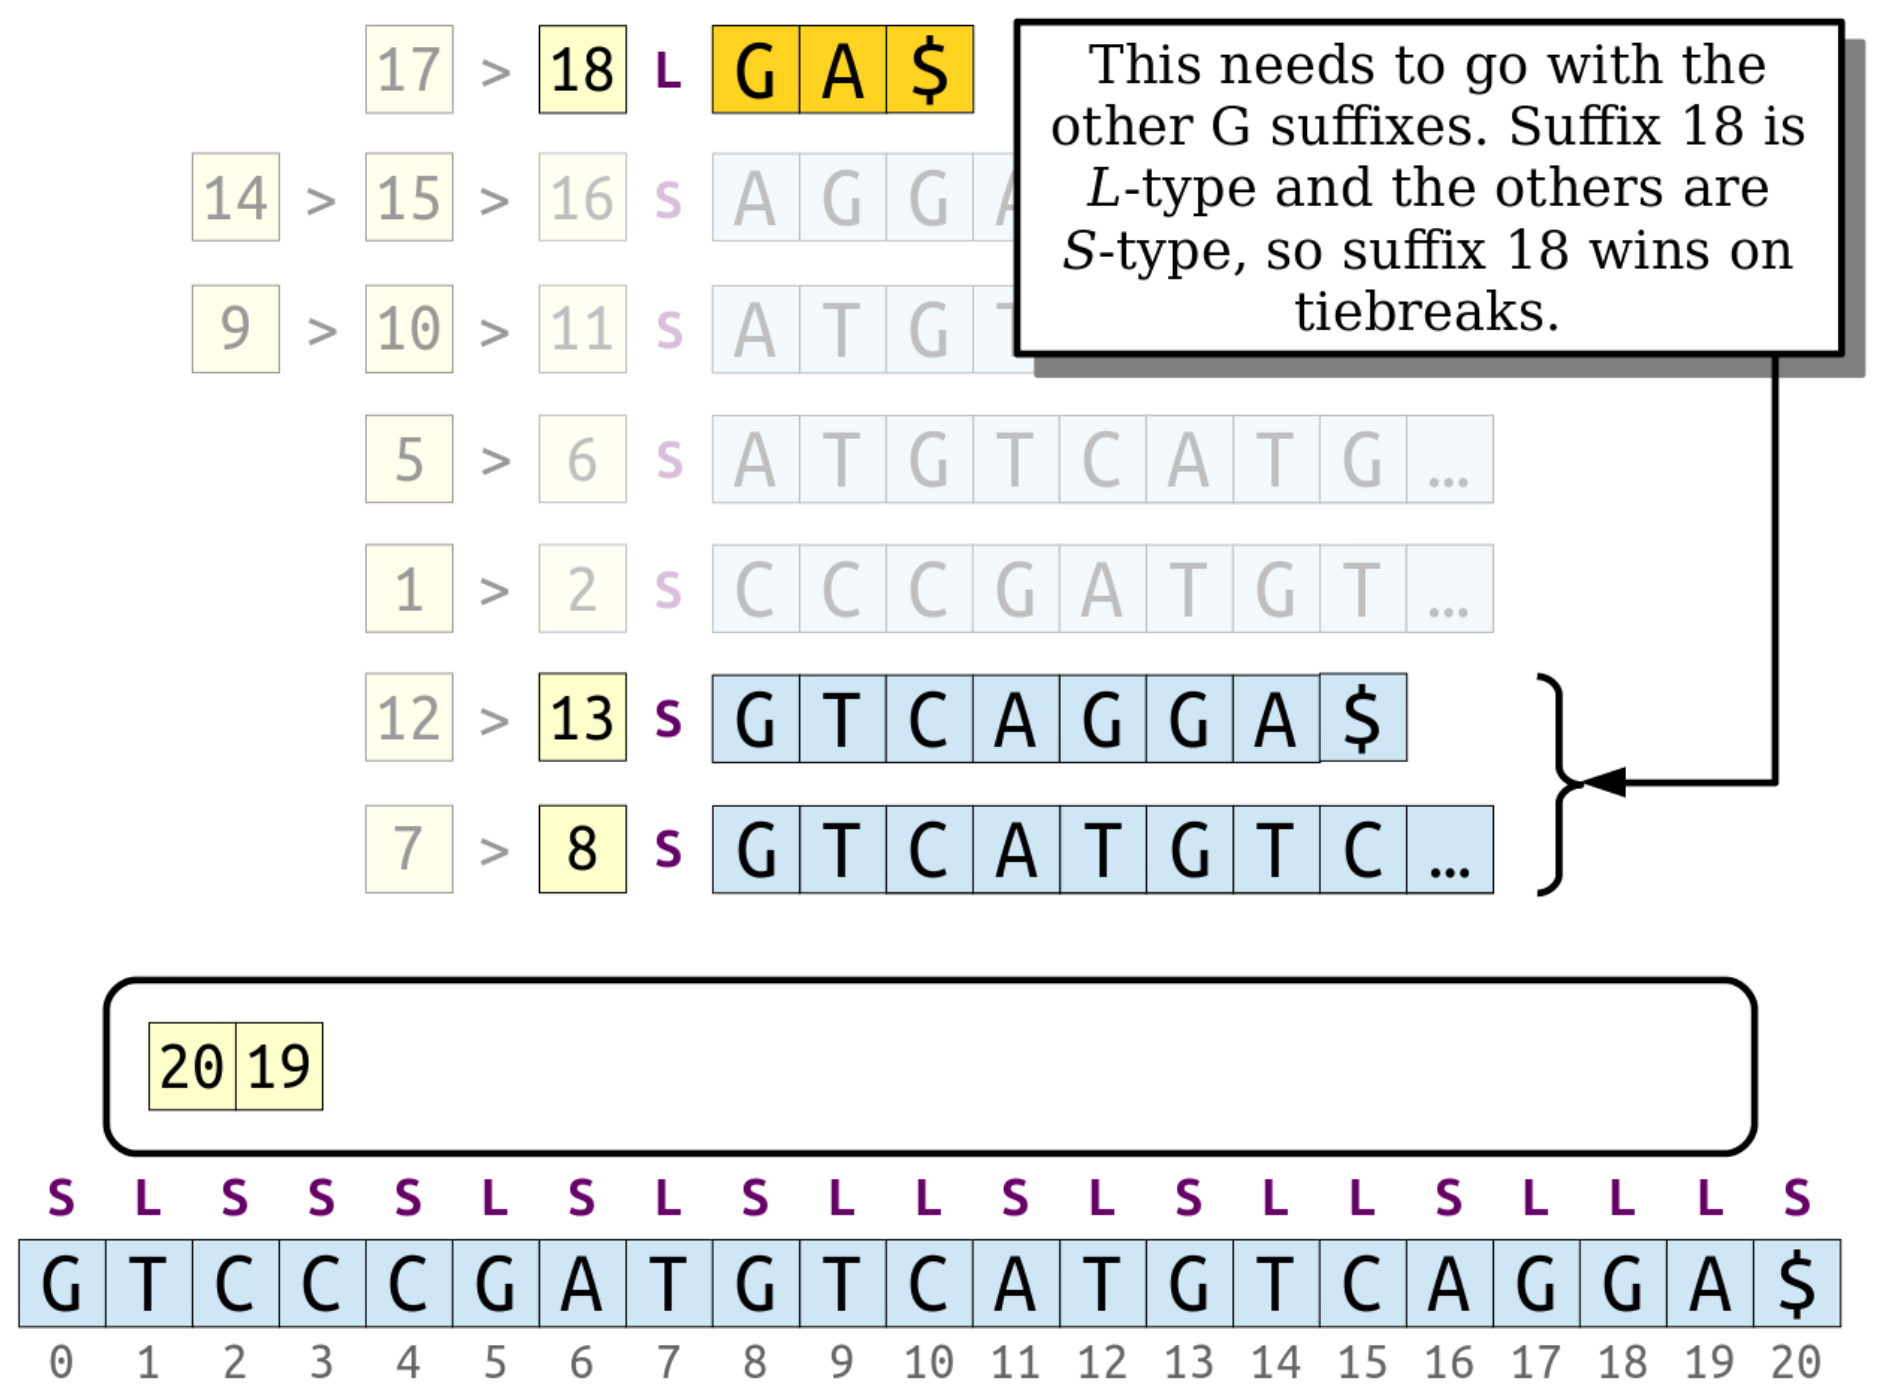 17 > 18 L G A $
This needs to go with the
other G suffixes. Suffix 18 is
L-type and the others are
S-type, so suffix 18 wins on
tiebreaks.
14 > 15 > 16 S A G G A
9 > 10 > 11 S A T G T
5 > 6 S A T G T C A T G …
1 > 2 S C C C G A T G T …
12 > 13 S G T C A G G A $
7 > 8 S G T C A T G T C …
20 19
S L S S S L S L S L L S L S L L S L L L S
G T C C C G A T G T C A T G T C A G G A $
0 1 2 3 4 5 6 7 8 9 10 11 12 13 14 15 16 17 18 19 20